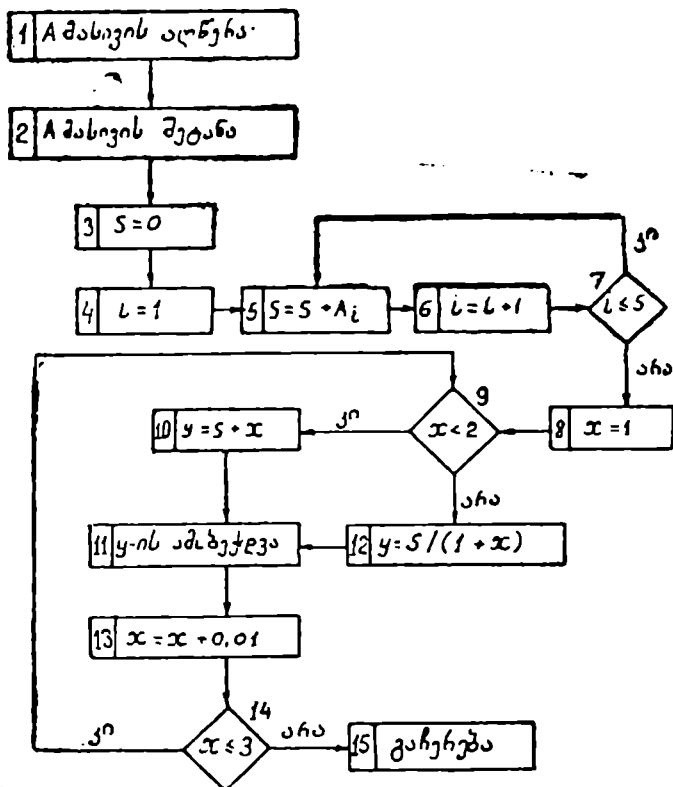 1 A მასივის აღწერა.
2 A მასივის შეტანა
3 S=0
4 i=1
5 S=S+Ai
6 i=i+1
7
i≤5
კი
არა
8 x=1
9
x<2
კი
არა
10 y=S+x
11 y-ის ამობეჭდვა
12 y=S/(1+x)
13 x=x+0,01
14
x≤3
კი
არა
15 გაჩერება